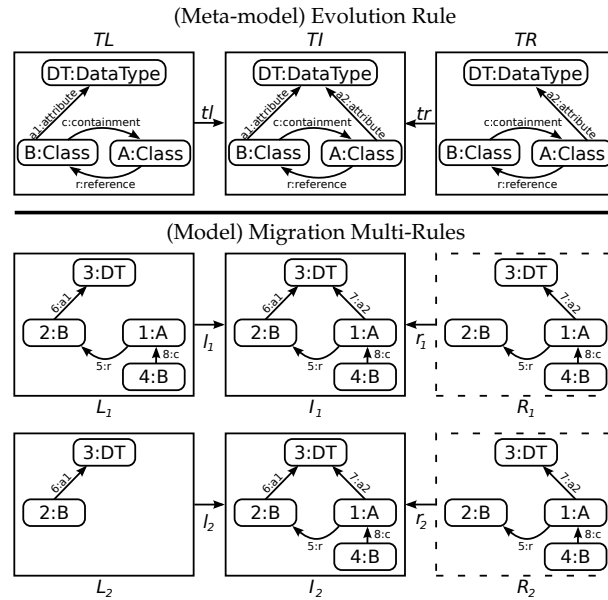 (Meta-model) Evolution Rule
TL TI TR
DT:DataType DT:DataType DT:DataType
a1:attribute a1:attribute a2:attribute a2:attribute
tl tr
c:containment c:containment c:containment
B:Class A:Class B:Class A:Class B:Class A:Class
r:reference r:reference r:reference
(Model) Migration Multi-Rules
3:DT 3:DT 3:DT
6:a1 6:a1 7:a2 7:a2
2:B 1:A 2:B 1:A 2:B 1:A
l1 r1
5:r 8:c 5:r 8:c 5:r 8:c
4:B 4:B 4:B
L1 I1 R1
3:DT 3:DT 3:DT
6:a1 6:a1 7:a2 7:a2
2:B 2:B 1:A 2:B 1:A
l2 r2
5:r 8:c 5:r 8:c
4:B 4:B
L2 I2 R2